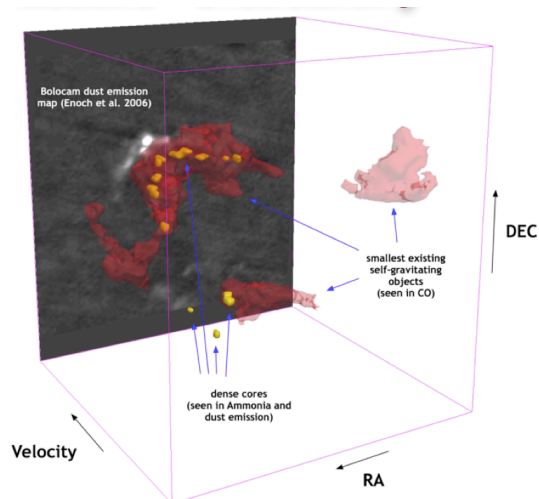 Bolocam dust emission
map (Enoch et al. 2006)
DEC
smallest existing
self-gravitating
objects
(seen in CO)
dense cores
(seen in Ammonia and
dust emission)
Velocity
RA